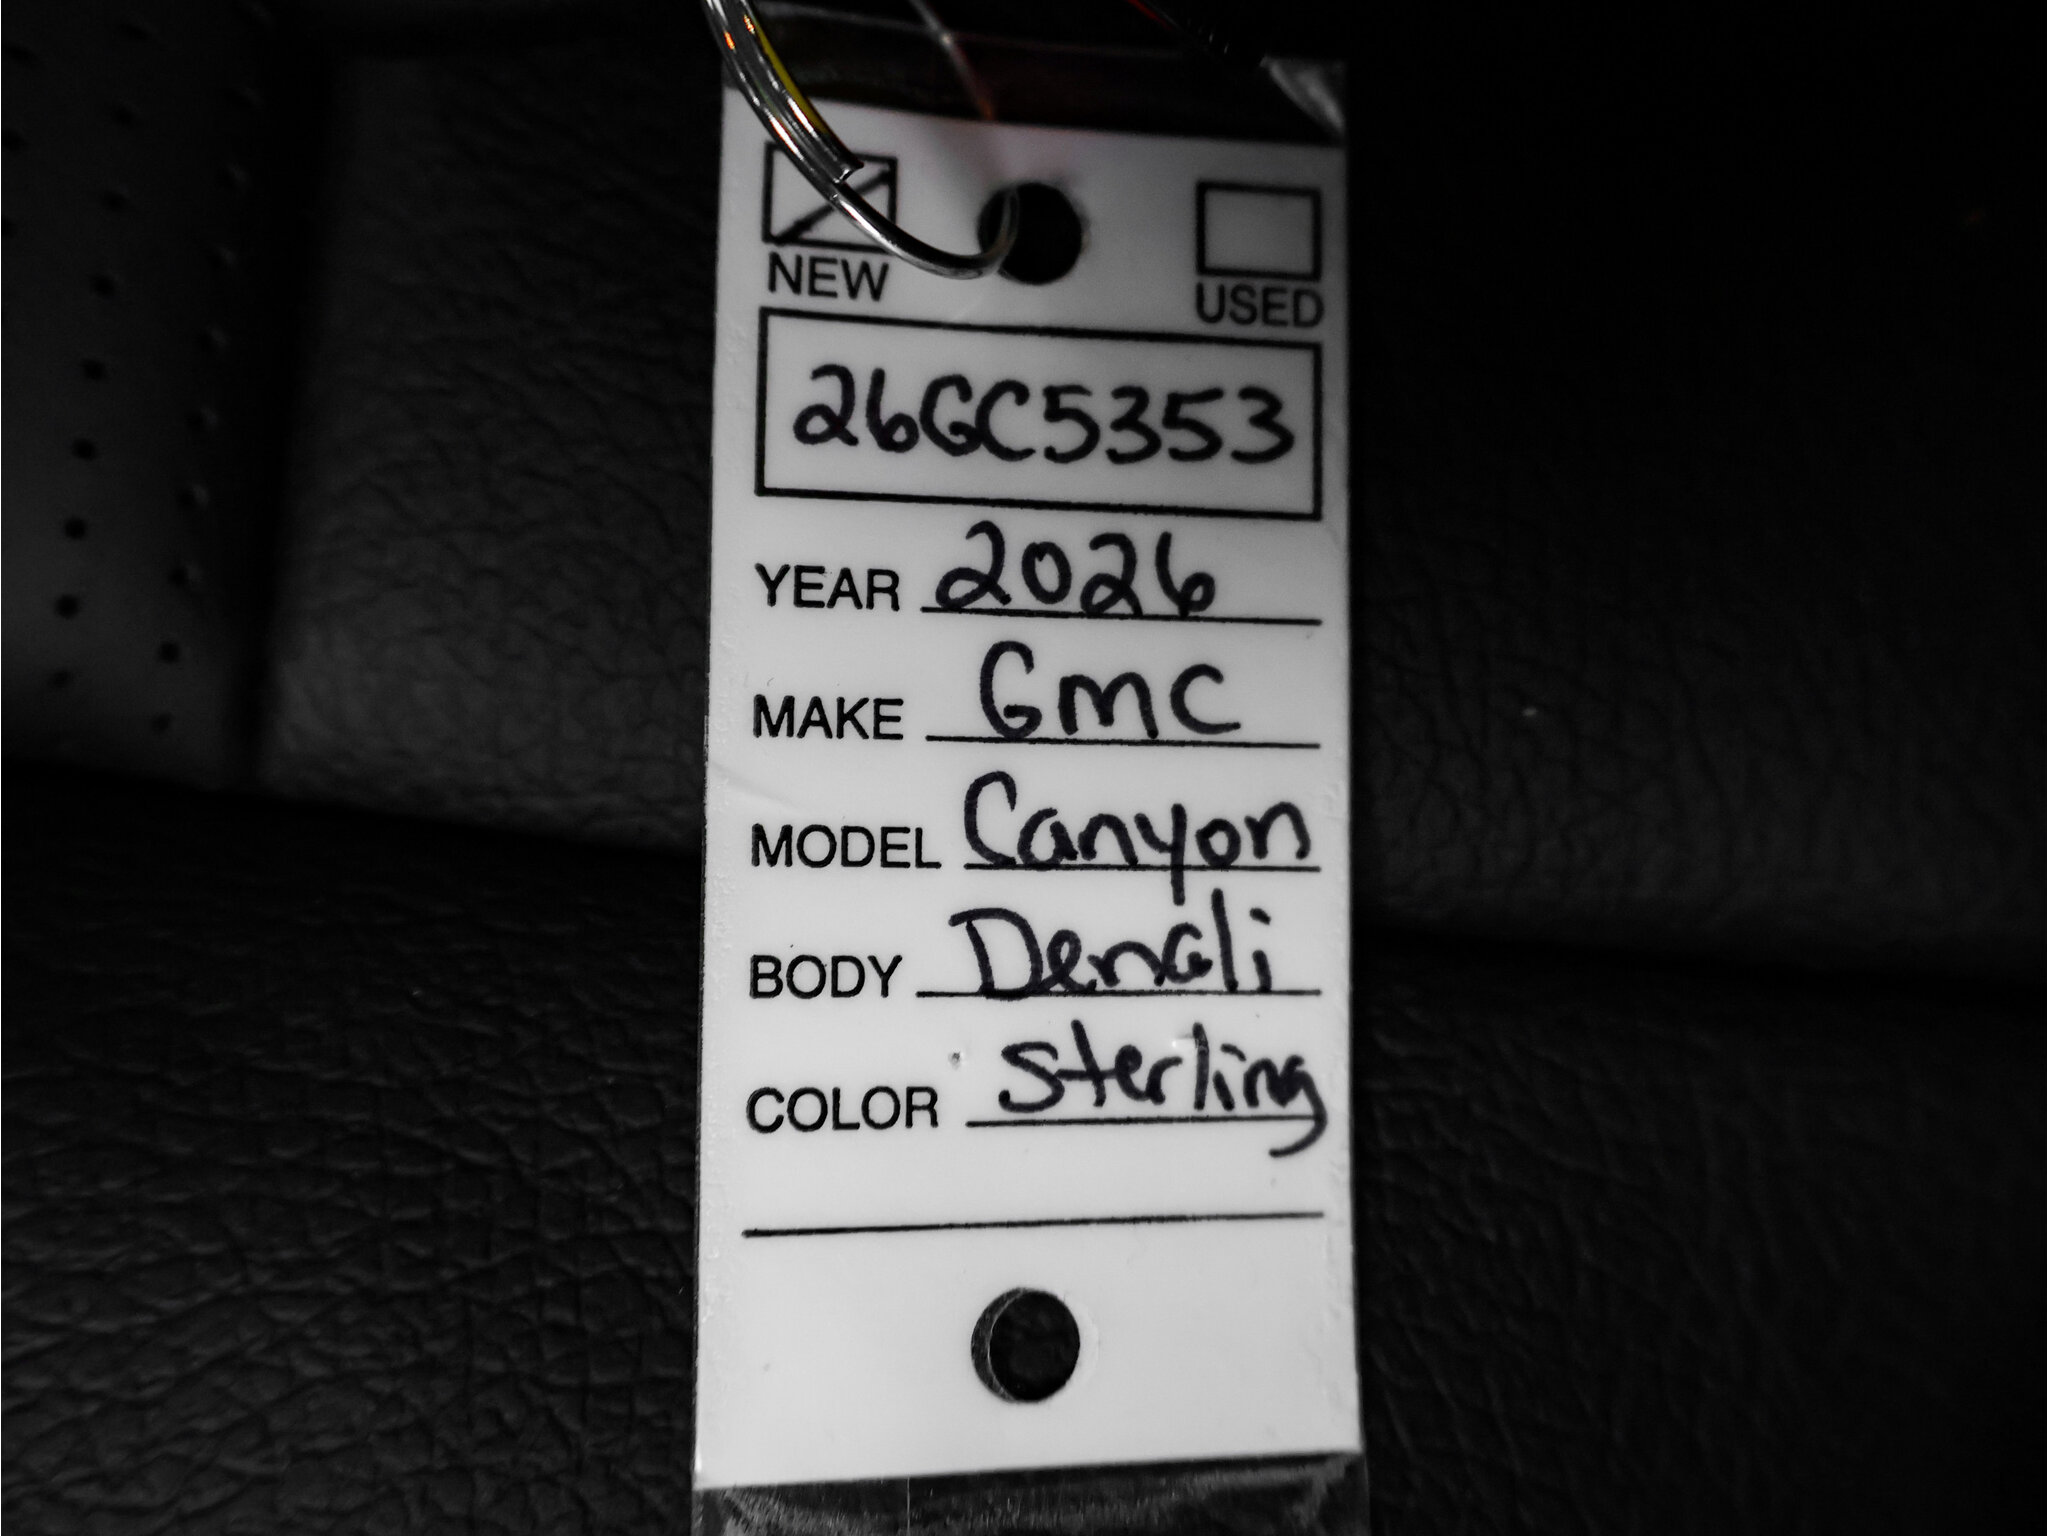 NEW USED
26GC5353
YEAR 2026
MAKE GMC
MODEL Canyon
BODY Denali
COLOR Sterling